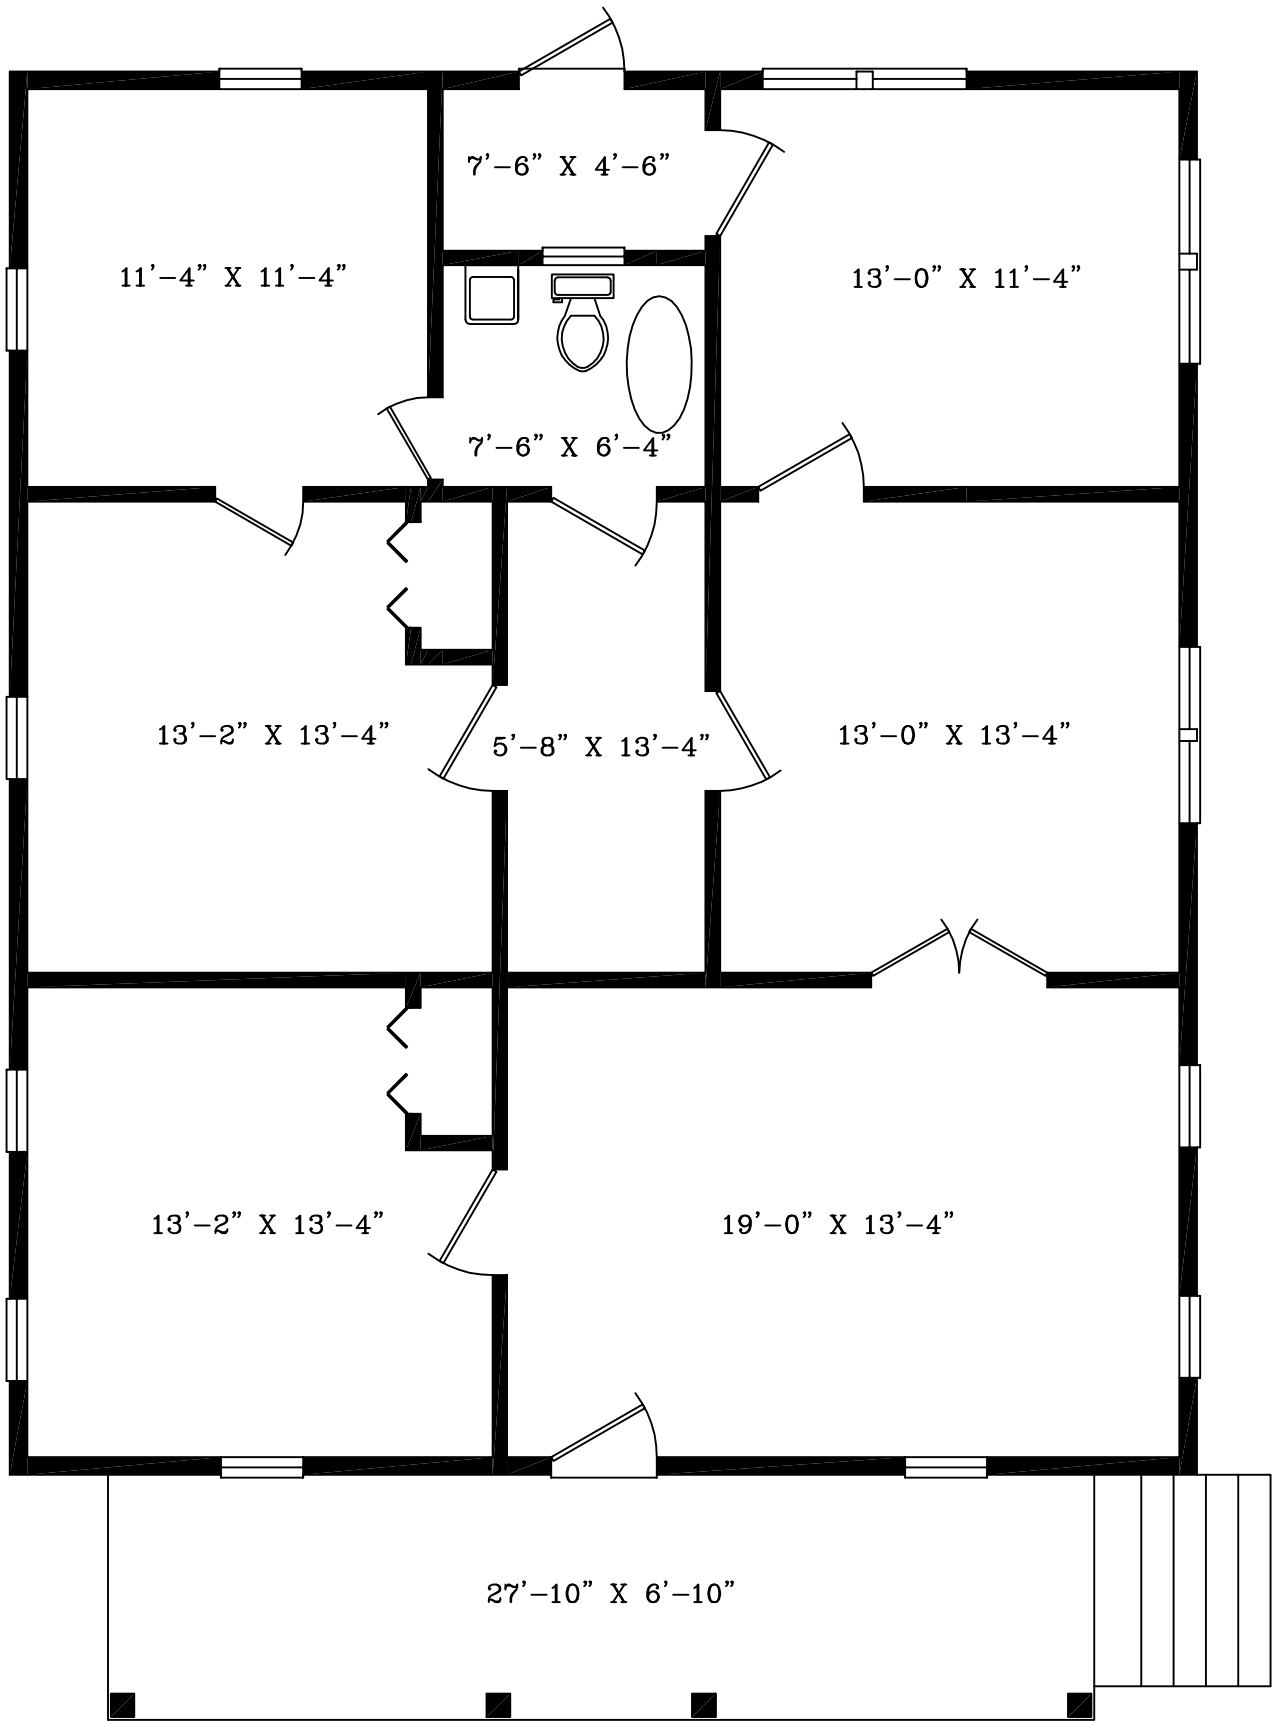 7'-6" X 4'-6"
11'-4" X 11'-4"
13'-0" X 11'-4"
7'-6" X 6'-4"
13'-2" X 13'-4"
5'-8" X 13'-4"
13'-0" X 13'-4"
13'-2" X 13'-4"
19'-0" X 13'-4"
27'-10" X 6'-10"